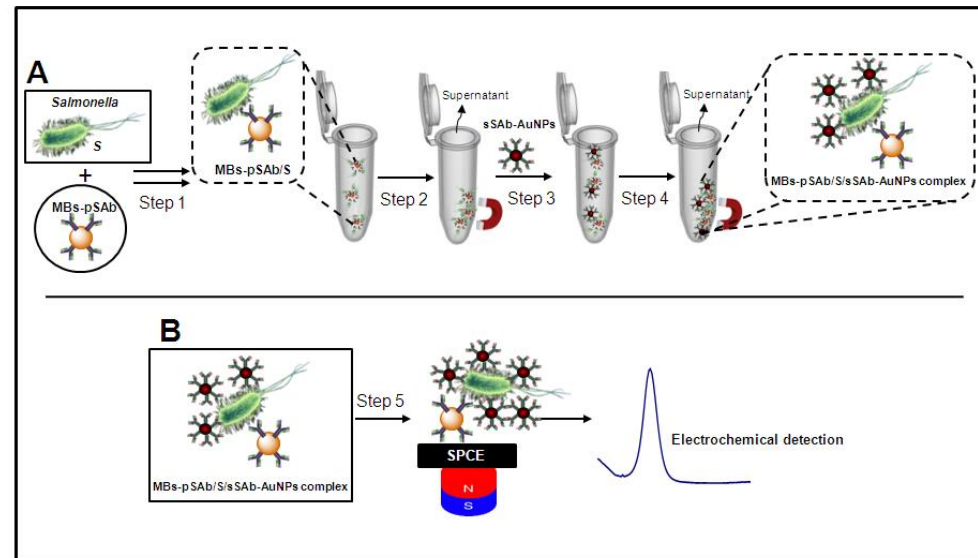 A
Salmonella
S
+
MBs-pSAb
Step 1
MBs-pSAb/S
Step 2
Supernatant
sSAb-AuNPs
Step 3
Step 4
Supernatant
MBs-pSAb/S/sSAb-AuNPs complex
B
MBs-pSAb/S/sSAb-AuNPs complex
Step 5
SPCE
N
S
Electrochemical detection